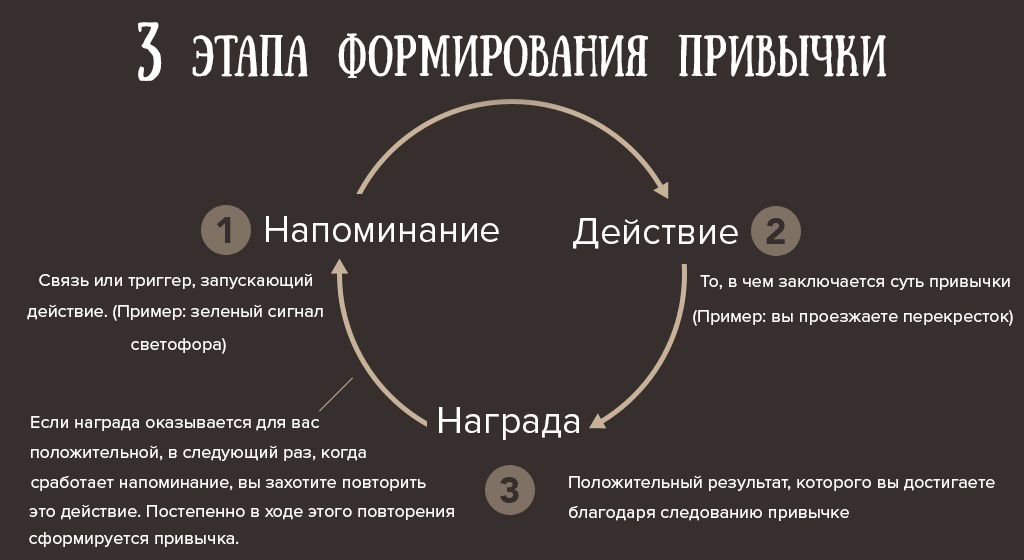 3 ЭТАПА ФОРМИРОВАНИЯ ПРИВЫЧКИ
1 Напоминание
Связь или триггер, запускающий
действие. (Пример: зеленый сигнал
светофора)
Действие 2
То, в чем заключается суть привычки
(Пример: вы проезжаете перекресток)
Награда
3
Положительный результат, которого вы достигаете
благодаря следованию привычке
Если награда оказывается для вас
положительной, в следующий раз, когда
сработает напоминание, вы захотите повторить
это действие. Постепенно в ходе этого повторения
сформируется привычка.